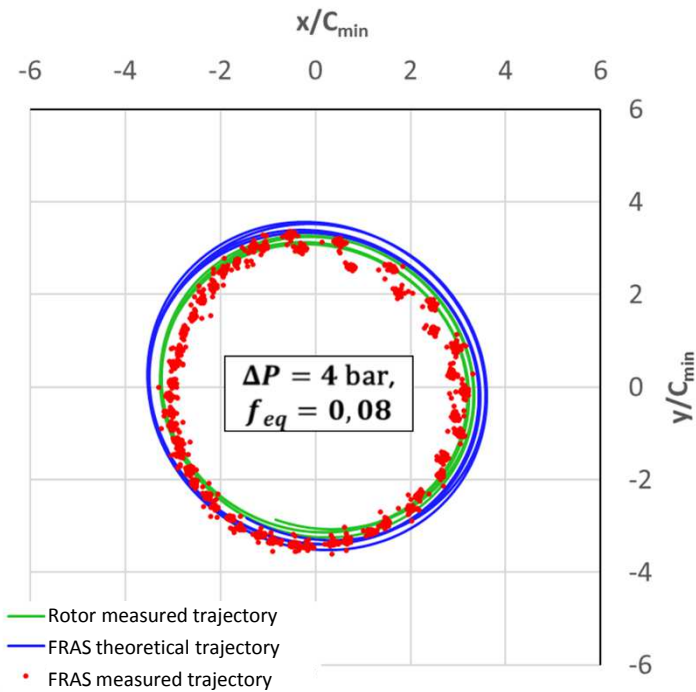 x/Cmin
-6 -4 -2 0 2 4 6
6
4
2
0
-2
-4
-6
y/Cmin
ΔP = 4 bar,
feq = 0,08
Rotor measured trajectory
FRAS theoretical trajectory
FRAS measured trajectory